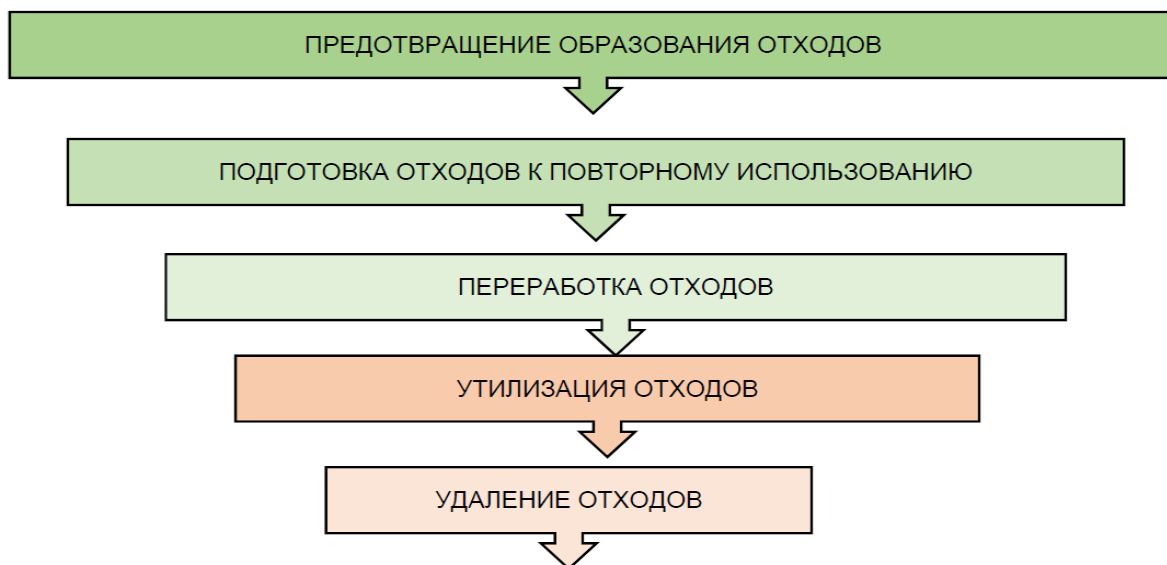 ПРЕДОТВРАЩЕНИЕ ОБРАЗОВАНИЯ ОТХОДОВ
ПОДГОТОВКА ОТХОДОВ К ПОВТОРНОМУ ИСПОЛЬЗОВАНИЮ
ПЕРЕРАБОТКА ОТХОДОВ
УТИЛИЗАЦИЯ ОТХОДОВ
УДАЛЕНИЕ ОТХОДОВ